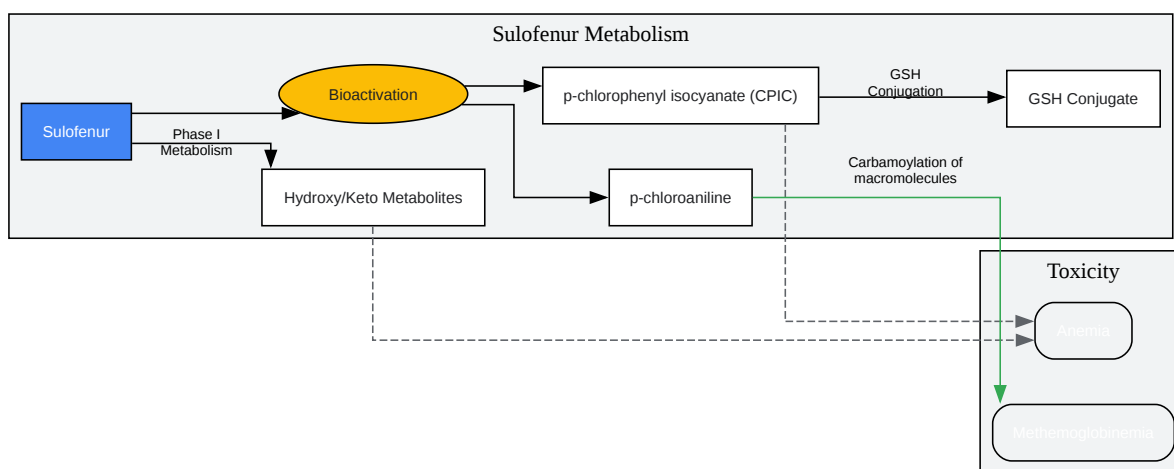 Sulofenur Metabolism
Bioactivation
p-chlorophenyl isocyanate (CPIC)
GSH
Conjugation
GSH Conjugate
Sulofenur
Phase I
Metabolism
Hydroxy/Keto Metabolites
p-chloroaniline
Carbamoylation of
macromolecules
Toxicity
Anemia
Methemoglobinemia